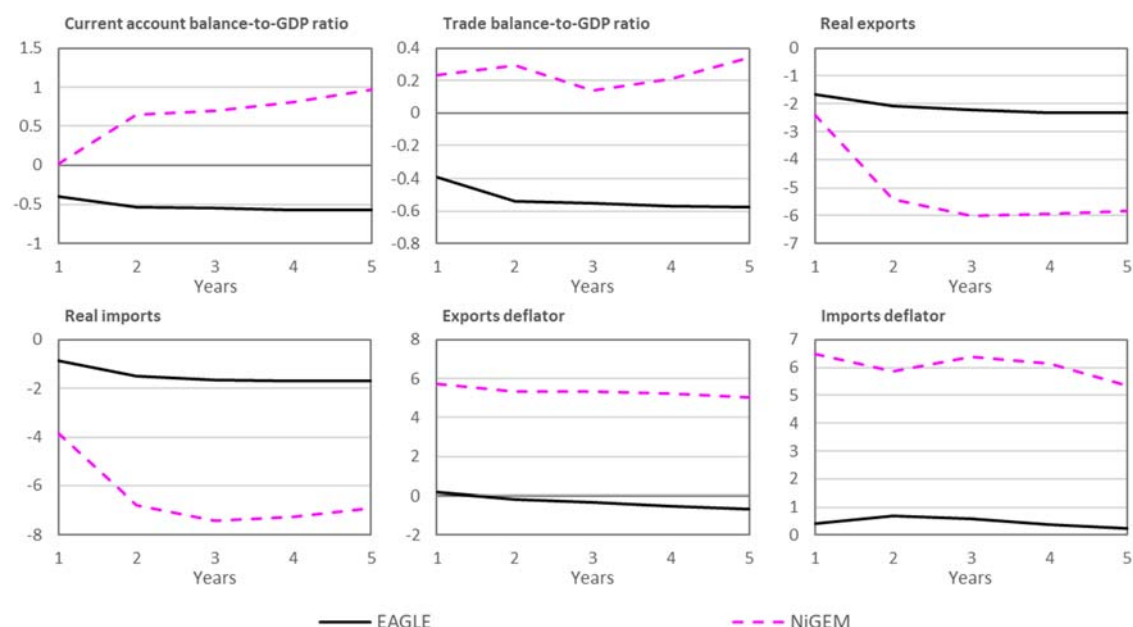 Current account balance-to-GDP ratio
1.5
1
0.5
0
-0.5
-1
1 2 3 4 5
Years
Trade balance-to-GDP ratio
0.4
0.2
0
-0.2
-0.4
-0.6
-0.8
1 2 3 4 5
Years
Real exports
0
-1
-2
-3
-4
-5
-6
-7
1 2 3 4 5
Years
Real imports
0
-2
-4
-6
-8
1 2 3 4 5
Years
Exports deflator
8
6
4
2
0
-2
1 2 3 4 5
Years
Imports deflator
7
6
5
4
3
2
1
0
1 2 3 4 5
Years
EAGLE NiGEM